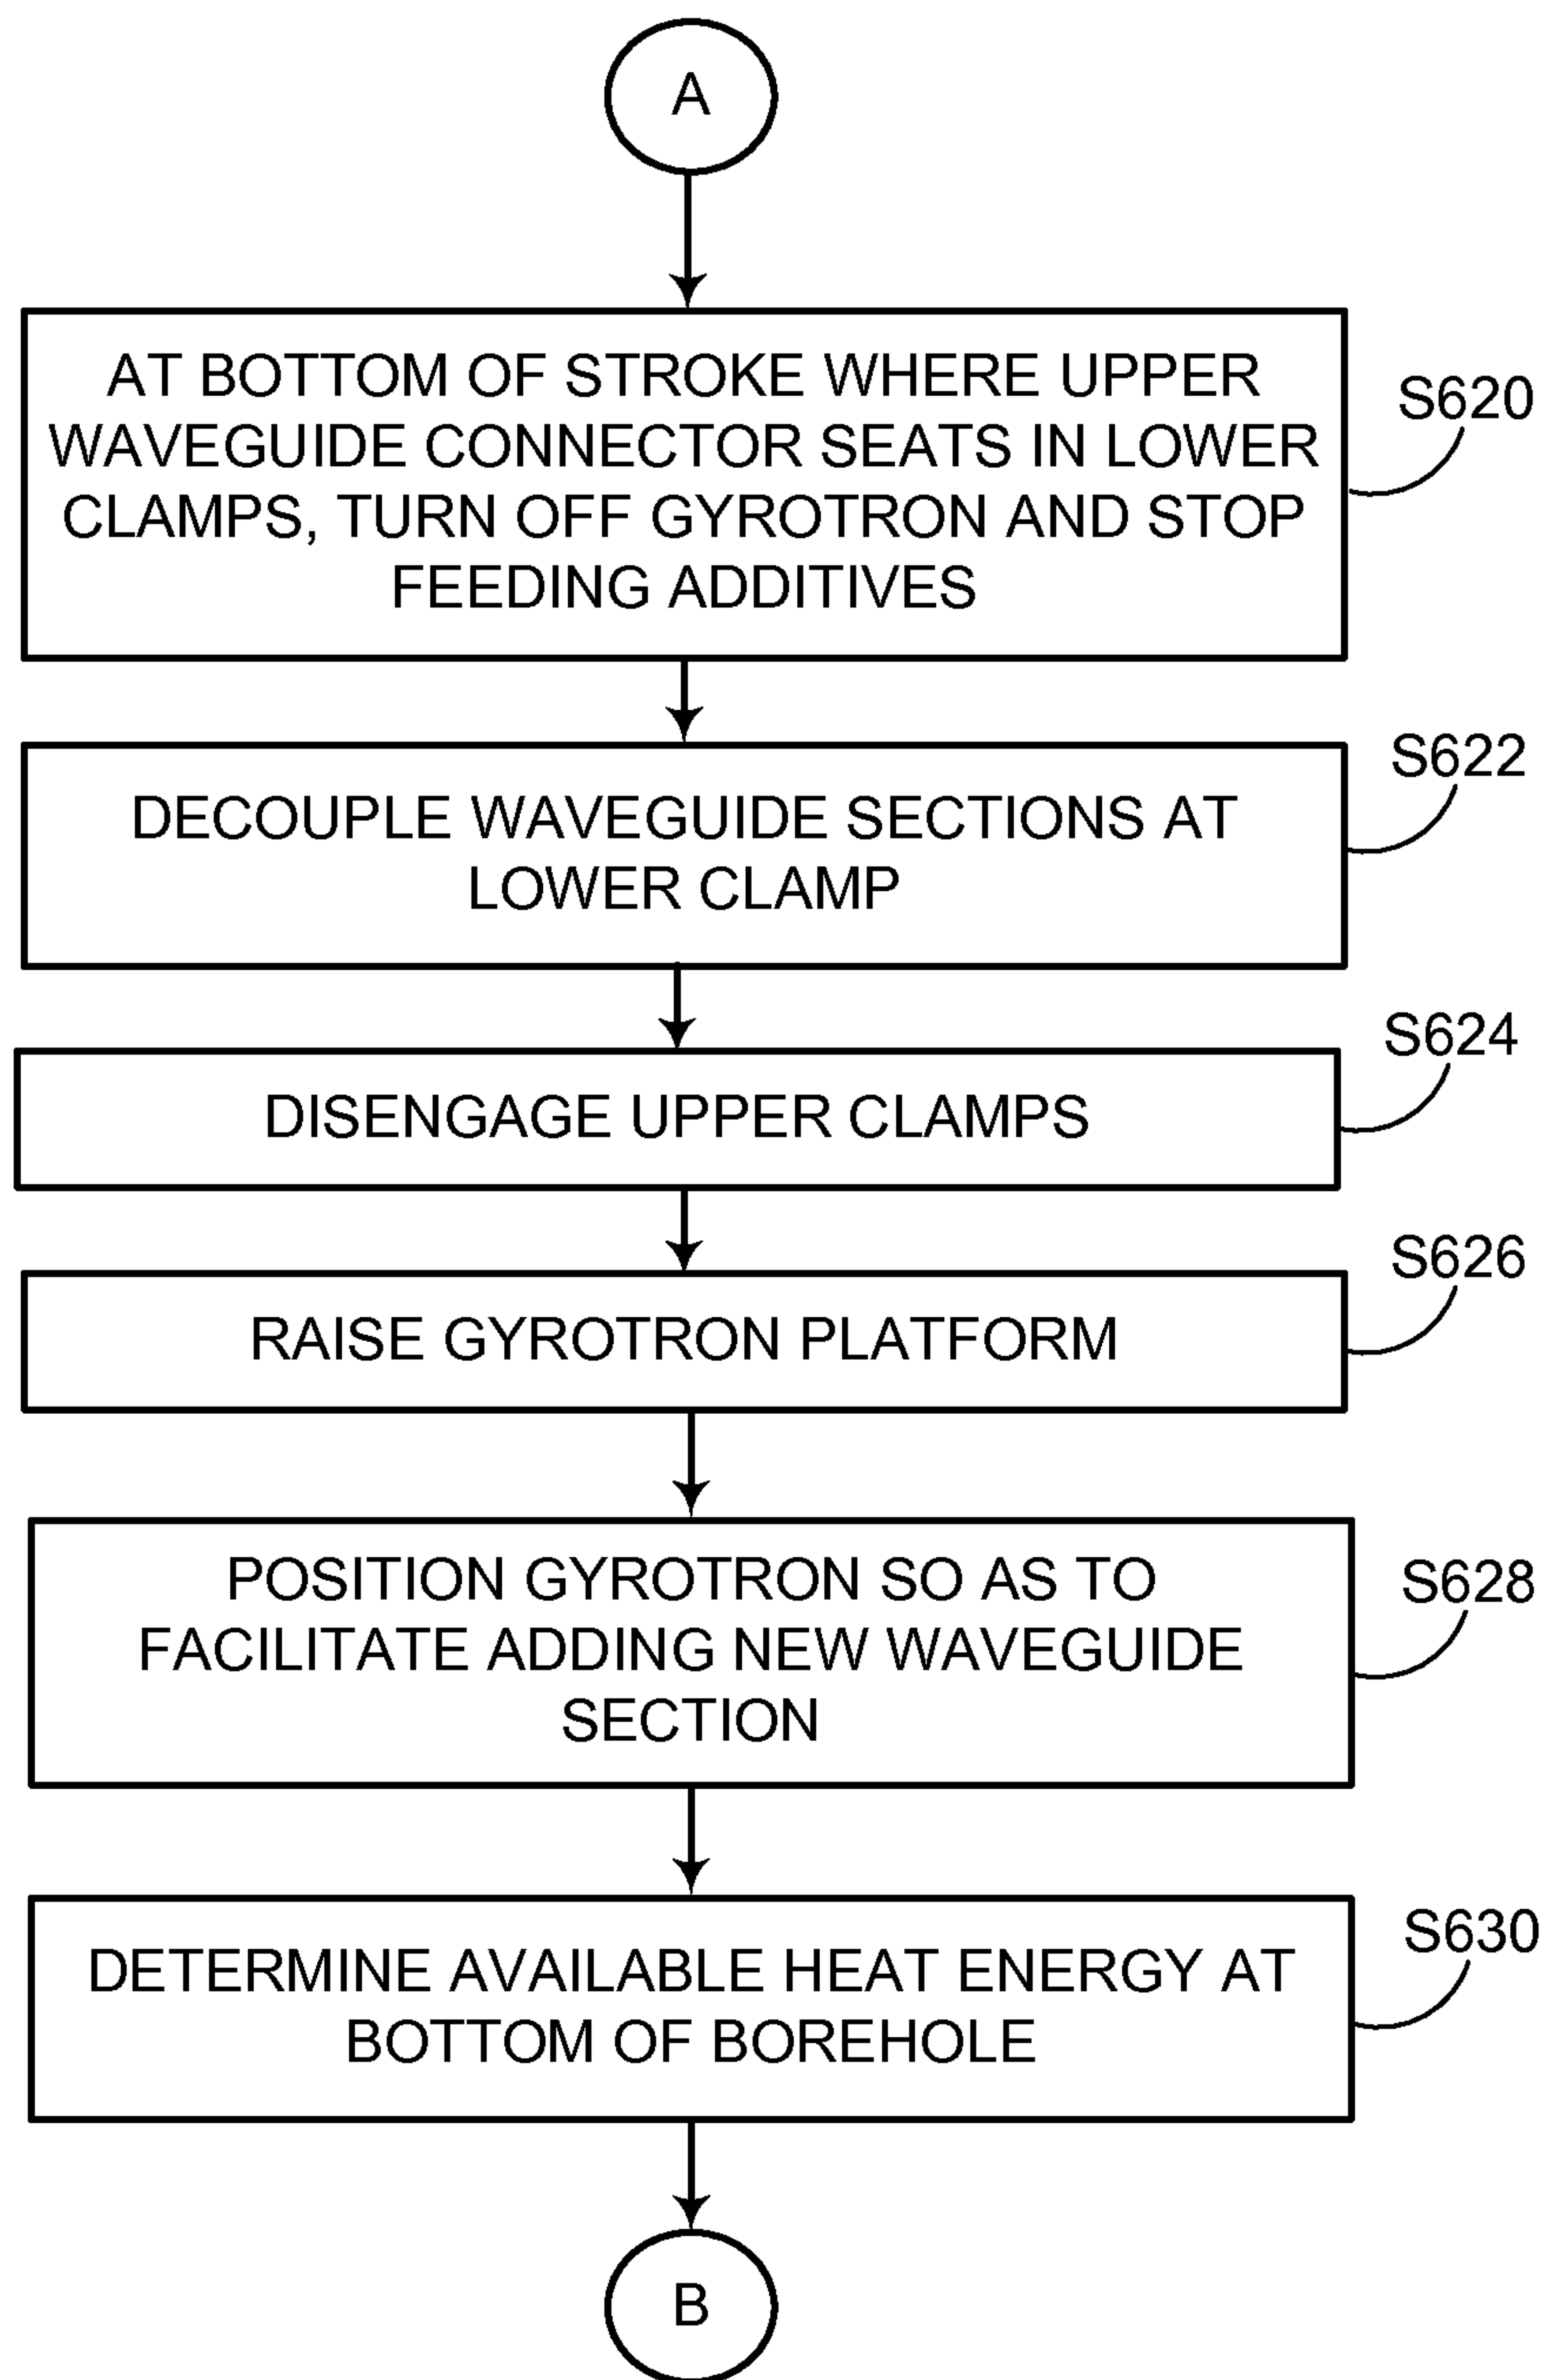 A
AT BOTTOM OF STROKE WHERE UPPER
WAVEGUIDE CONNECTOR SEATS IN LOWER
CLAMPS, TURN OFF GYROTRON AND STOP
FEEDING ADDITIVES
S620
DECOUPLE WAVEGUIDE SECTIONS AT
LOWER CLAMP
S622
DISENGAGE UPPER CLAMPS
S624
RAISE GYROTRON PLATFORM
S626
POSITION GYROTRON SO AS TO
FACILITATE ADDING NEW WAVEGUIDE
SECTION
S628
DETERMINE AVAILABLE HEAT ENERGY AT
BOTTOM OF BOREHOLE
S630
B